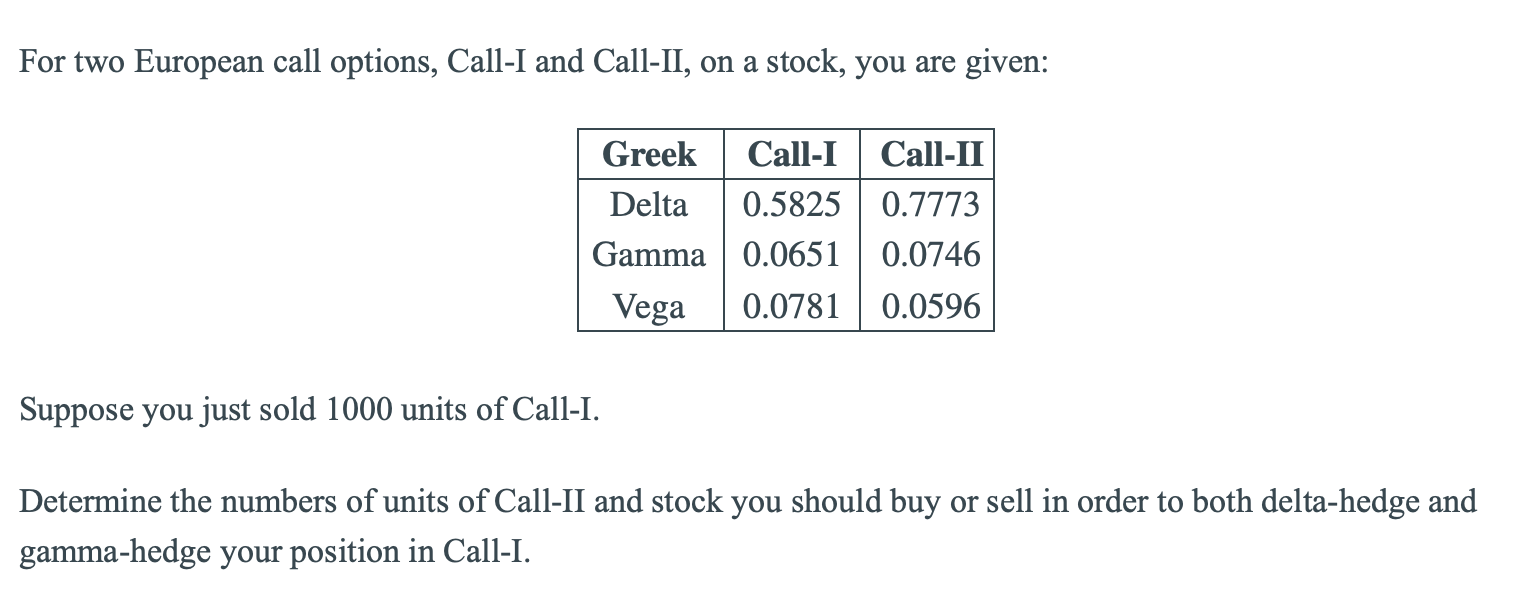 For two European call options, Call-I and Call-II, on a stock, you are given:
Greek Call-I Call-II
Delta 0.5825 0.7773
Gamma 0.0651 0.0746
Vega 0.0781 0.0596
Suppose you just sold 1000 units of Call-I.
Determine the numbers of units of Call-II and stock you should buy or sell in order to both delta-hedge and
gamma-hedge your position in Call-I.